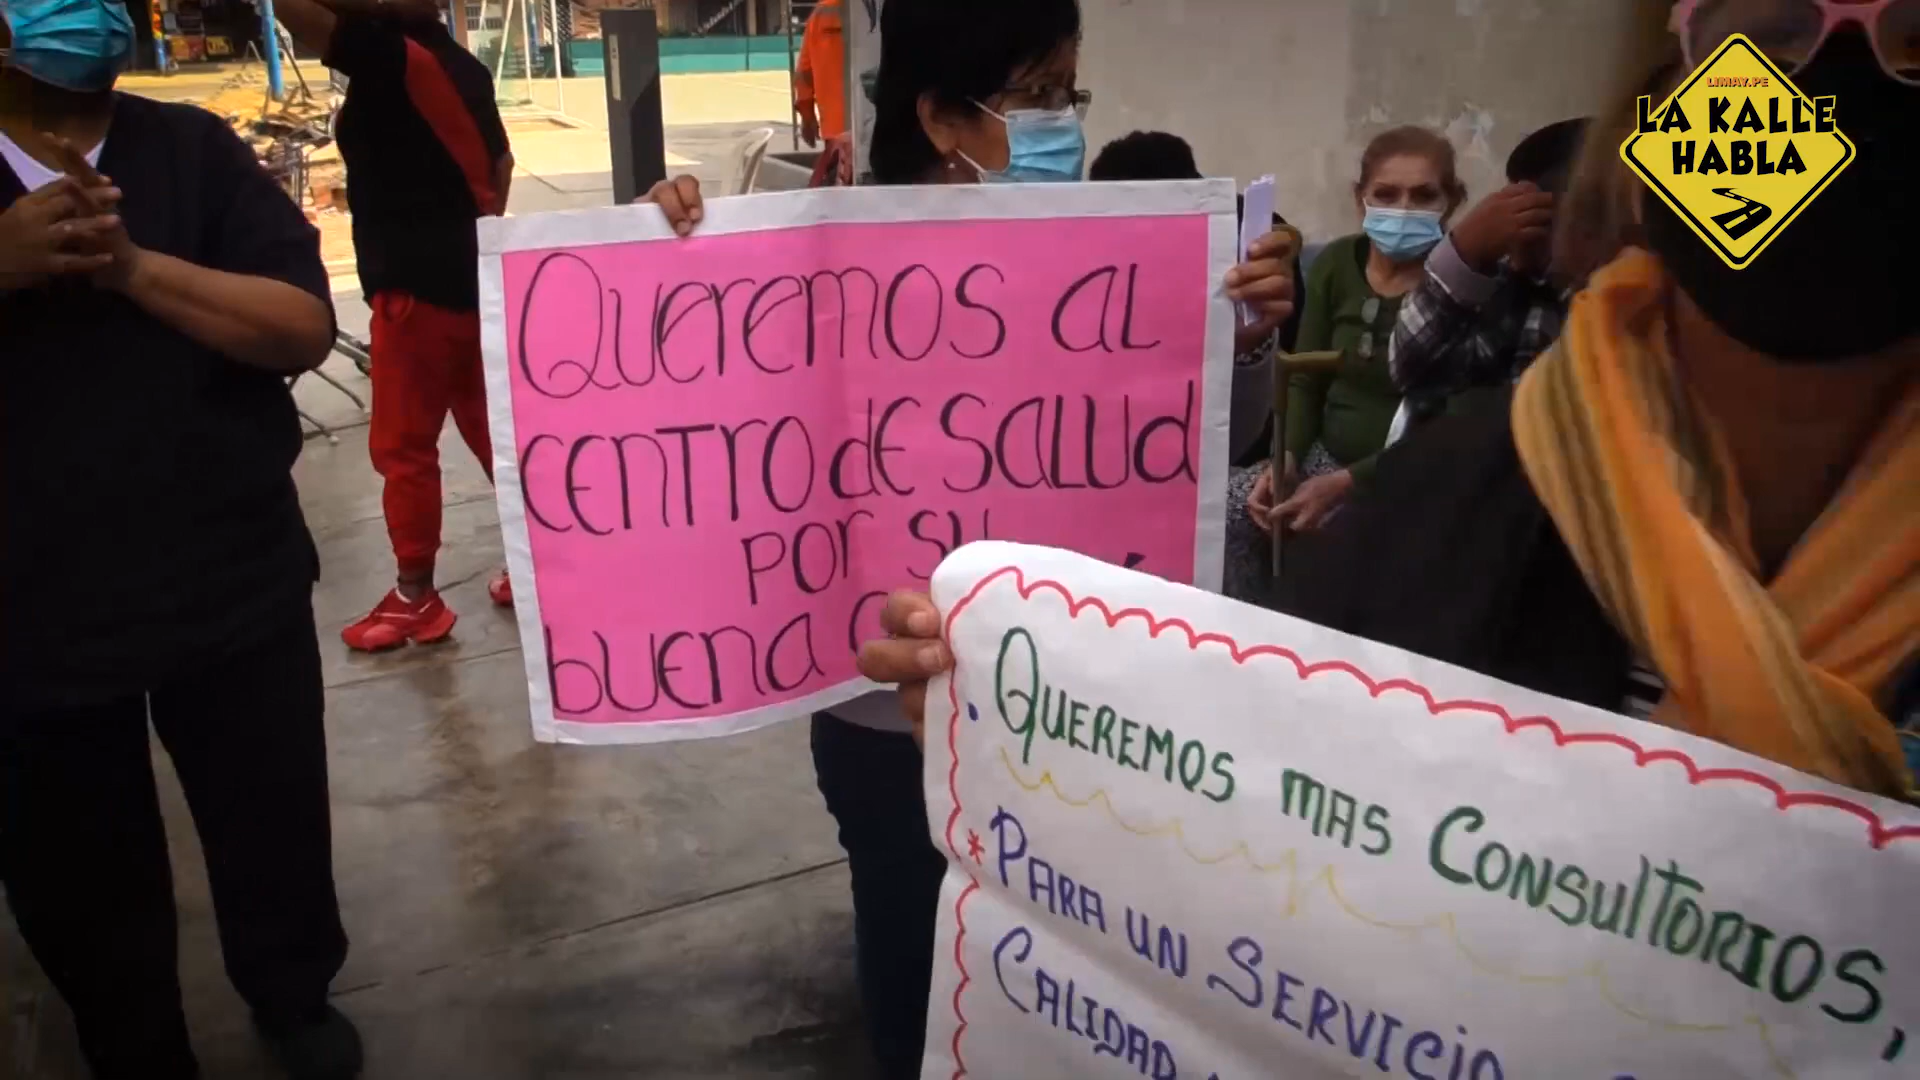 LIMAY.PE
LA KALLE
HABLA
Queremos al
CENTRO dE SALUd
por su
buena
QUEREMOS MAS CONSULTORIOS,
* PARA UN SERVICIO
CALIDAD